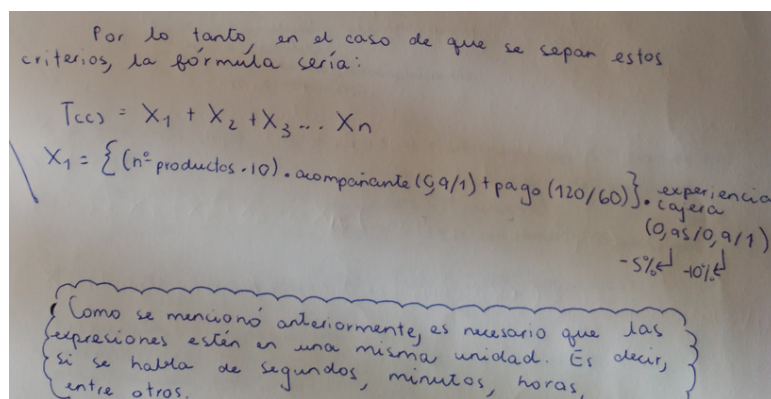 Por lo tanto, en el caso de que se sepan estos
criterios, la fórmula sería:
T(c) = X₁ + X₂ + X₃ ... Xn
X₁ = {(nº productos · 10) · acompañante (0,9/1) + pago (120/60)} · experiencia
cajera
(0,95/0,9/1)
-5% -10%
Como se mencionó anteriormente, es necesario que las
expresiones estén en una misma unidad. Es decir,
si se habla de segundos, minutos, horas,
entre otros.